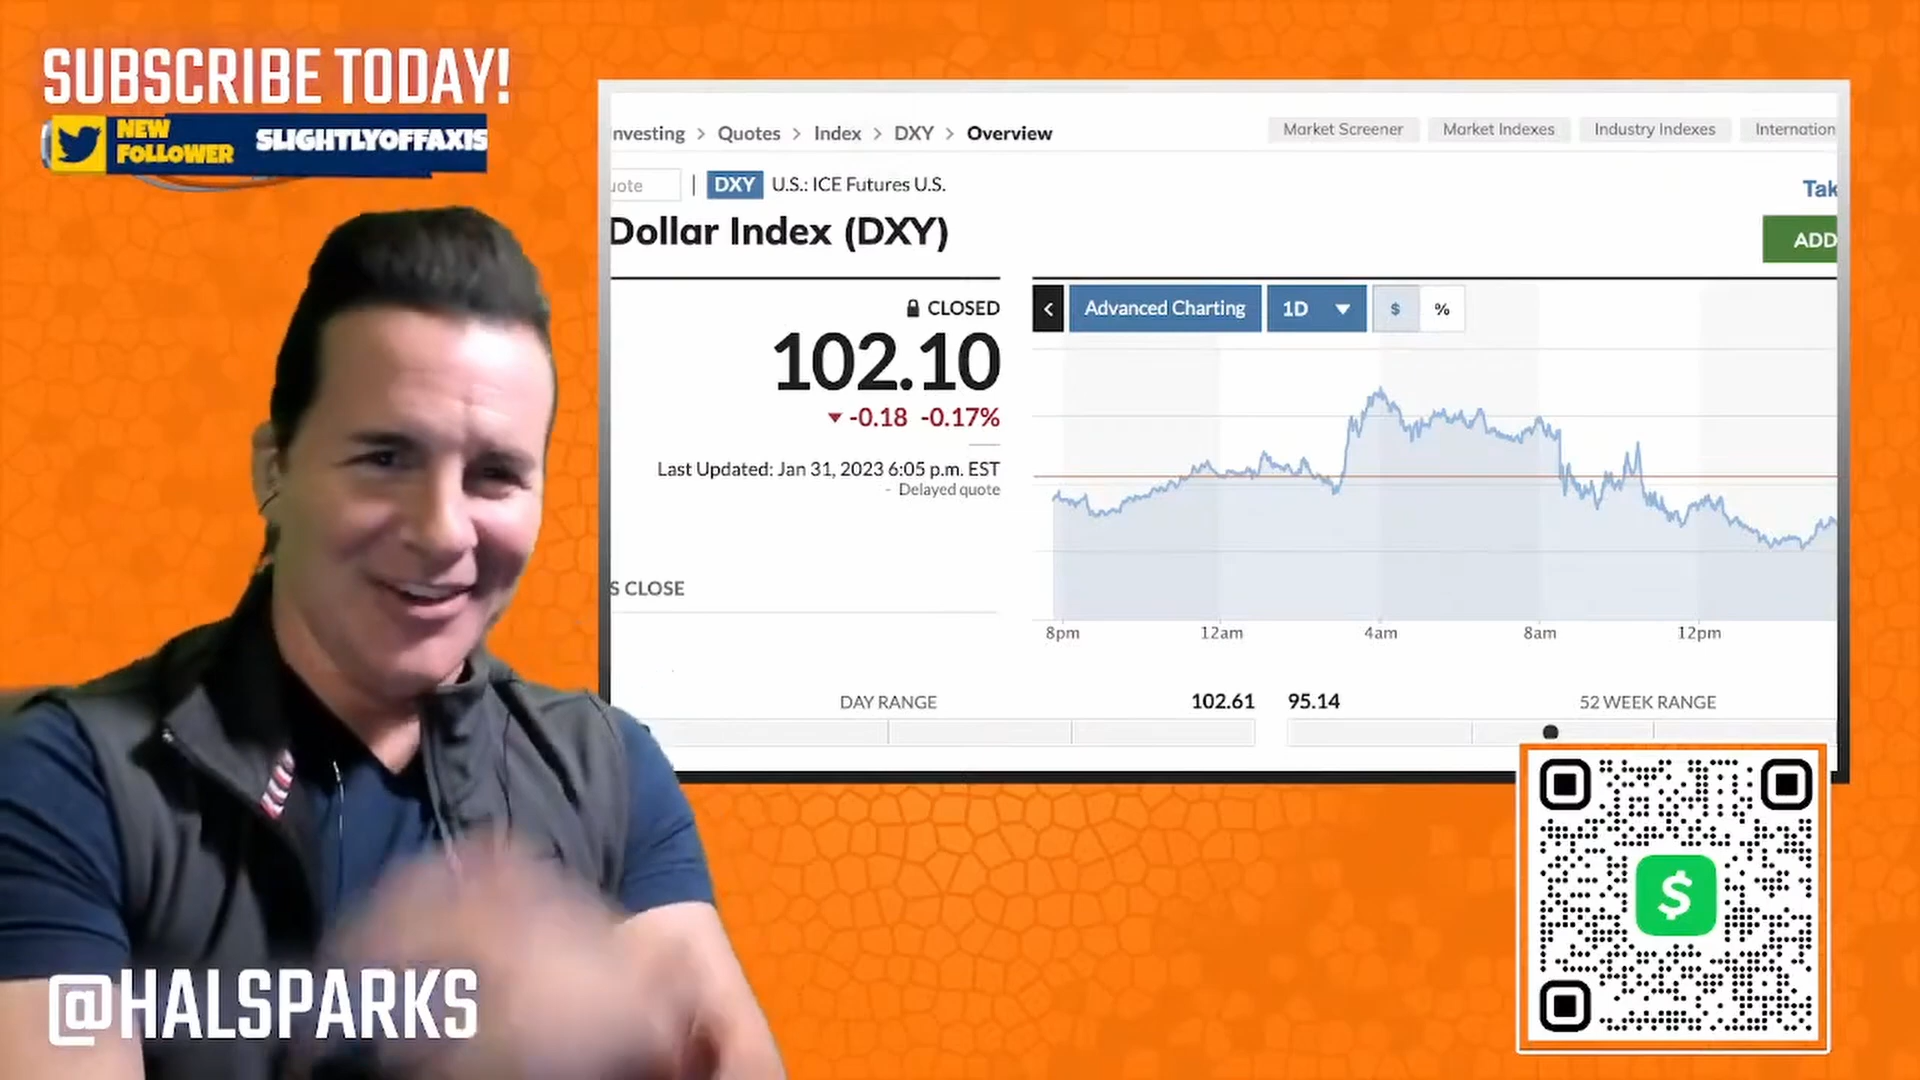 SUBSCRIBE TODAY!
NEW FOLLOWER
SLIGHTLYOFFAXIS
nvesting > Quotes > Index > DXY > Overview
Market Screener
Market Indexes
Industry Indexes
Internation
uote | DXY U.S.: ICE Futures U.S.
Tak
Dollar Index (DXY)
ADD
CLOSED
102.10
-0.18 -0.17%
Last Updated: Jan 31, 2023 6:05 p.m. EST
- Delayed quote
S CLOSE
< Advanced Charting 1D $ %
8pm 12am 4am 8am 12pm
DAY RANGE 102.61
95.14 52 WEEK RANGE
$
@HALSPARKS